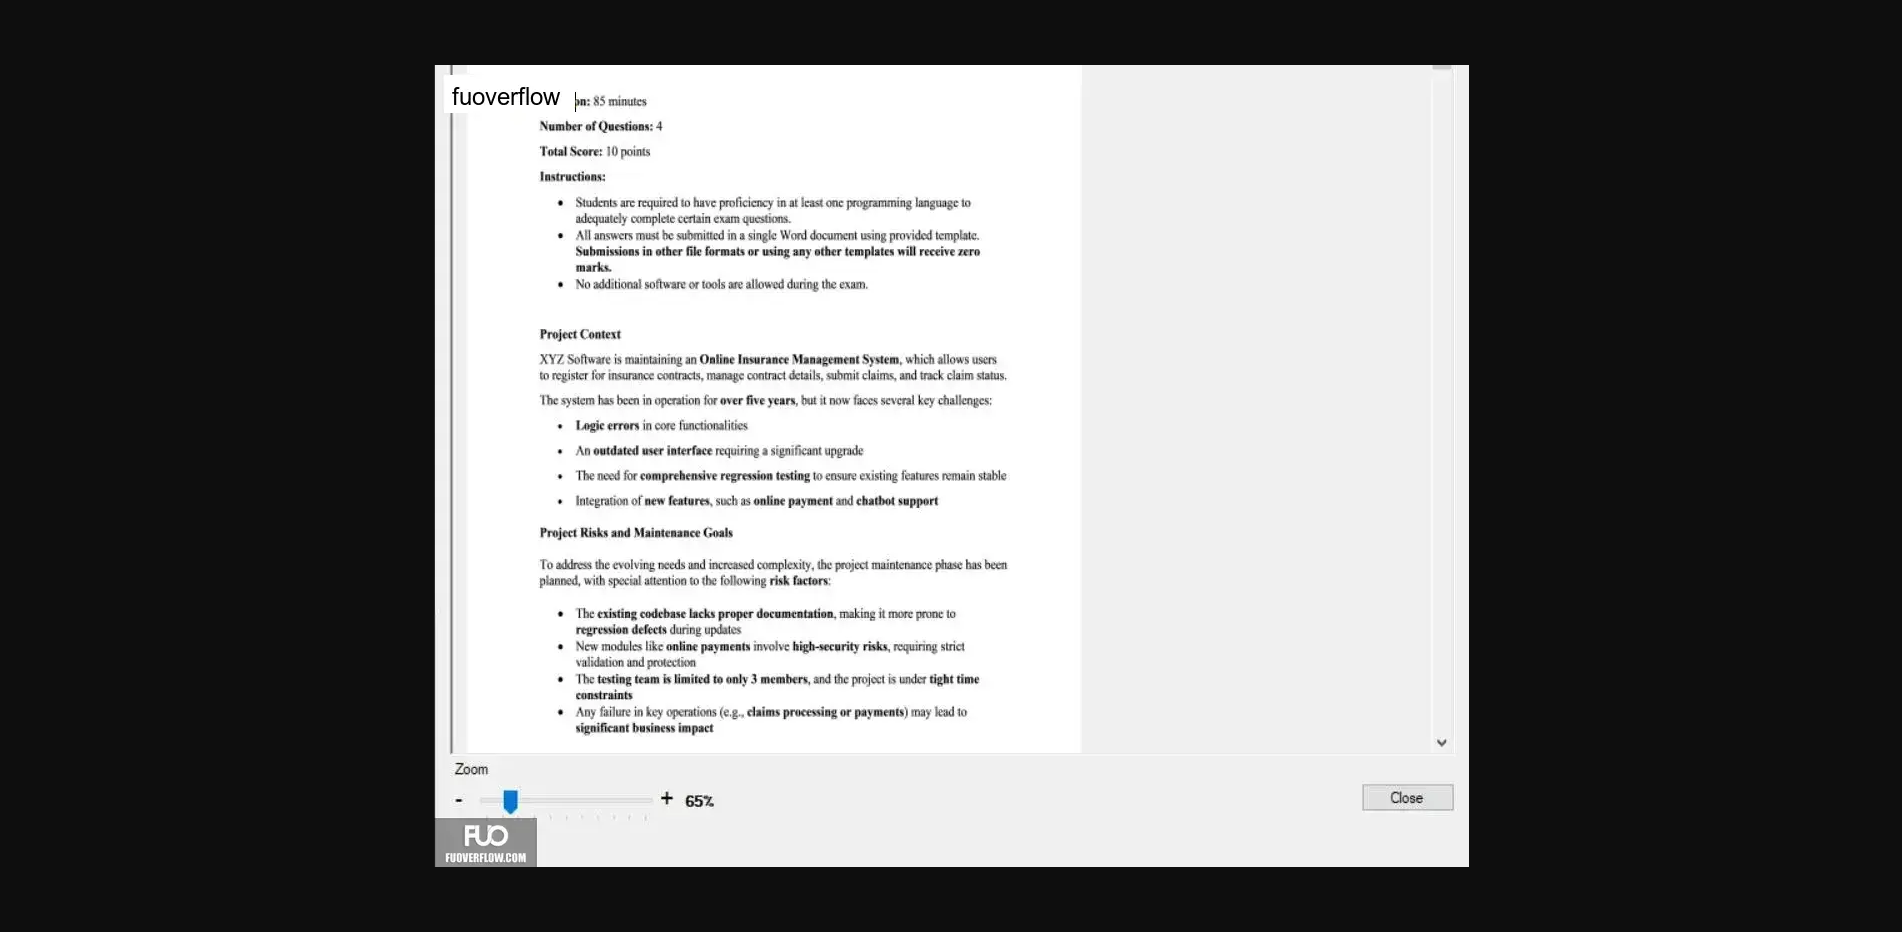 fuoverflow
on: 85 minutes
Number of Questions: 4
Total Score: 10 points
Instructions:
• Students are required to have proficiency in at least one programming language to
adequately complete certain exam questions.
• All answers must be submitted in a single Word document using provided template.
Submissions in other file formats or using any other templates will receive zero
marks.
• No additional software or tools are allowed during the exam.
Project Context
XYZ Software is maintaining an Online Insurance Management System, which allows users
to register for insurance contracts, manage contract details, submit claims, and track claim status.
The system has been in operation for over five years, but it now faces several key challenges:
• Logic errors in core functionalities
• An outdated user interface requiring a significant upgrade
• The need for comprehensive regression testing to ensure existing features remain stable
• Integration of new features, such as online payment and chatbot support
Project Risks and Maintenance Goals
To address the evolving needs and increased complexity, the project maintenance phase has been
planned, with special attention to the following risk factors:
• The existing codebase lacks proper documentation, making it more prone to
regression defects during updates
• New modules like online payments involve high-security risks, requiring strict
validation and protection
• The testing team is limited to only 3 members, and the project is under tight time
constraints
• Any failure in key operations (e.g., claims processing or payments) may lead to
significant business impact
Zoom
- + 65%
Close
FUO
FUOVERFLOW.COM